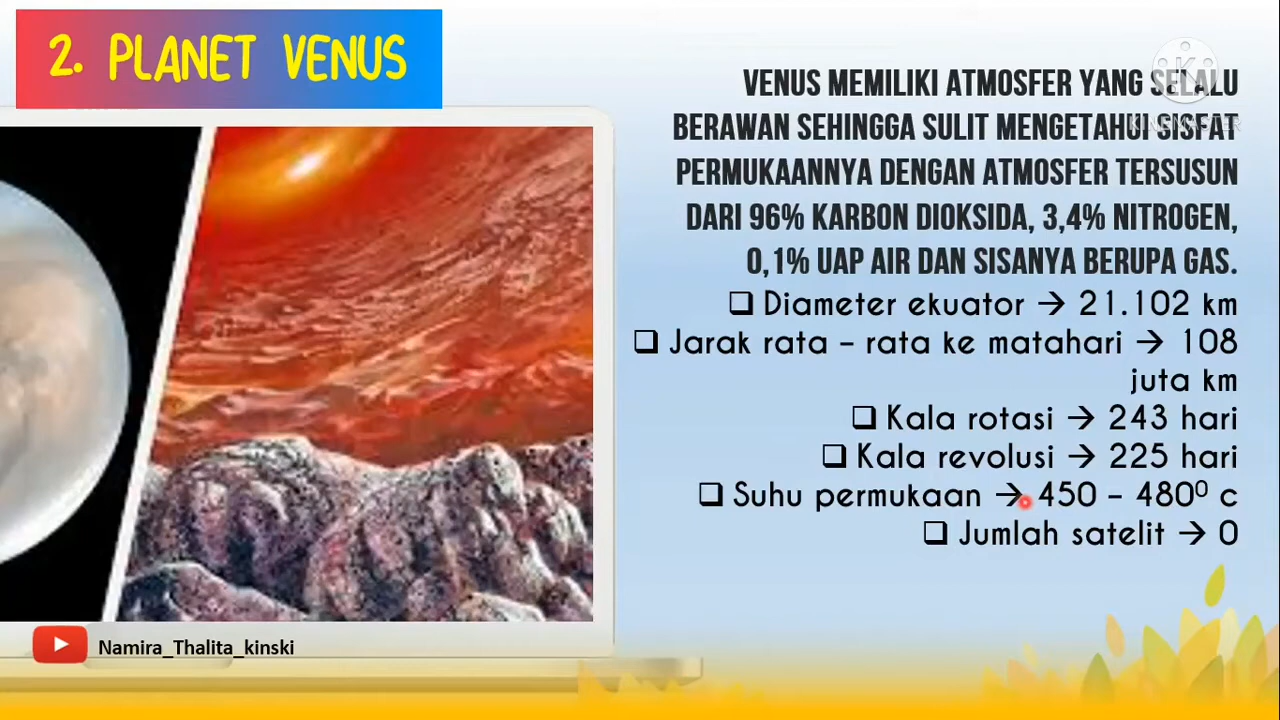 2. PLANET VENUS
VENUS MEMILIKI ATMOSFER YANG SELALU
BERAWAN SEHINGGA SULIT MENGETAHUI SISFAT
PERMUKAANNYA DENGAN ATMOSFER TERSUSUN
DARI 96% KARBON DIOKSIDA, 3,4% NITROGEN,
0,1% UAP AIR DAN SISANYA BERUPA GAS.
❑ Diameter ekuator → 21.102 km
❑ Jarak rata – rata ke matahari → 108
juta km
❑ Kala rotasi → 243 hari
❑ Kala revolusi → 225 hari
❑ Suhu permukaan → 450 – 480⁰ c
❑ Jumlah satelit → 0
Namira_Thalita_kinski
K
KINEMASTER